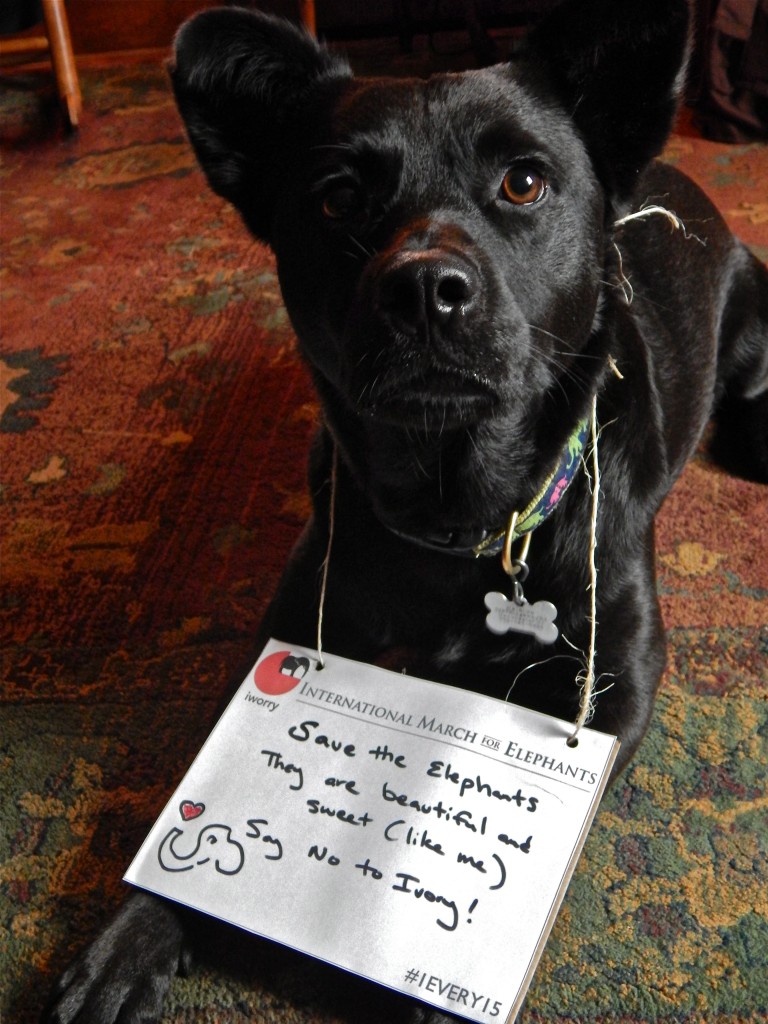 iworry
INTERNATIONAL MARCH FOR ELEPHANTS
Save the Elephants
They are beautiful and
sweet (like me)
Say No to Ivory!
#1EVERY15